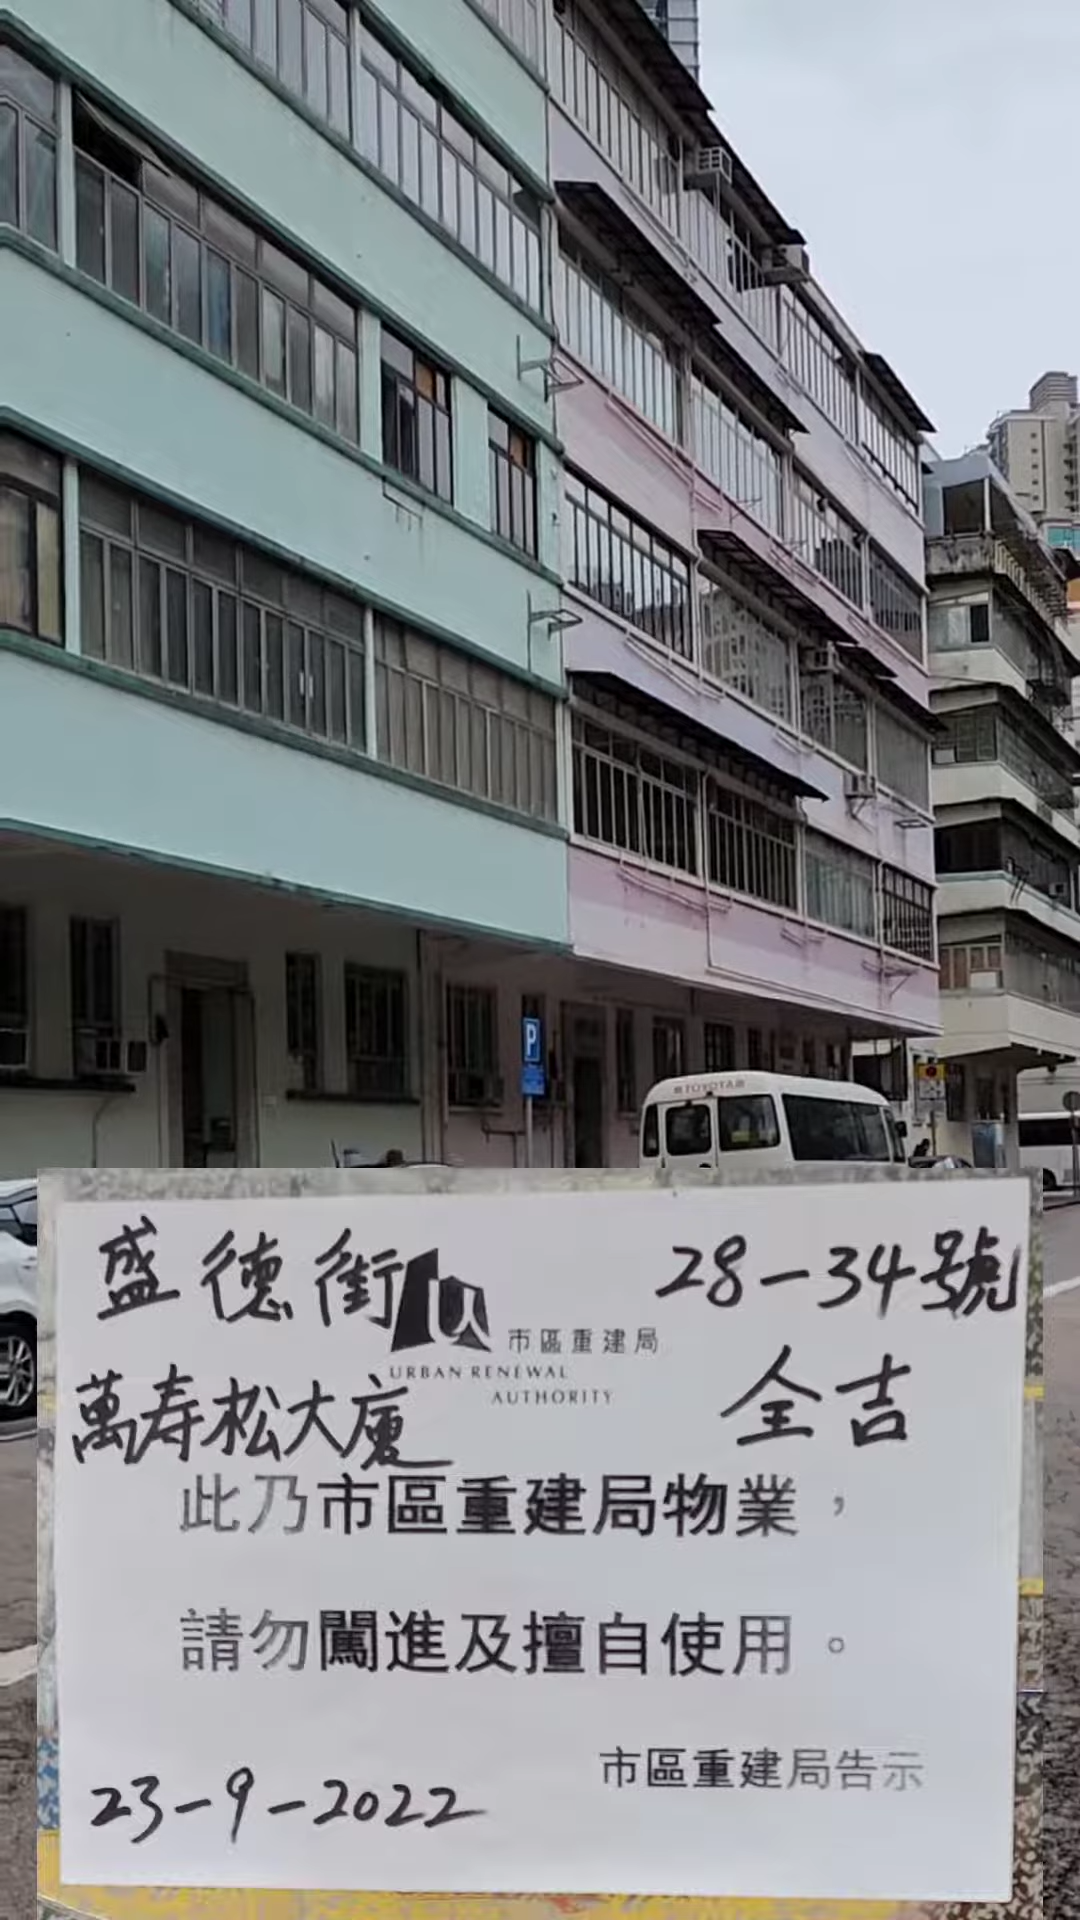 P
TOYOTA
盛德街 28-34號
市區重建局
URBAN RENEWAL
AUTHORITY
萬寿松大廈 全吉
此乃市區重建局物業，
請勿闖進及擅自使用。
市區重建局告示
23-9-2022